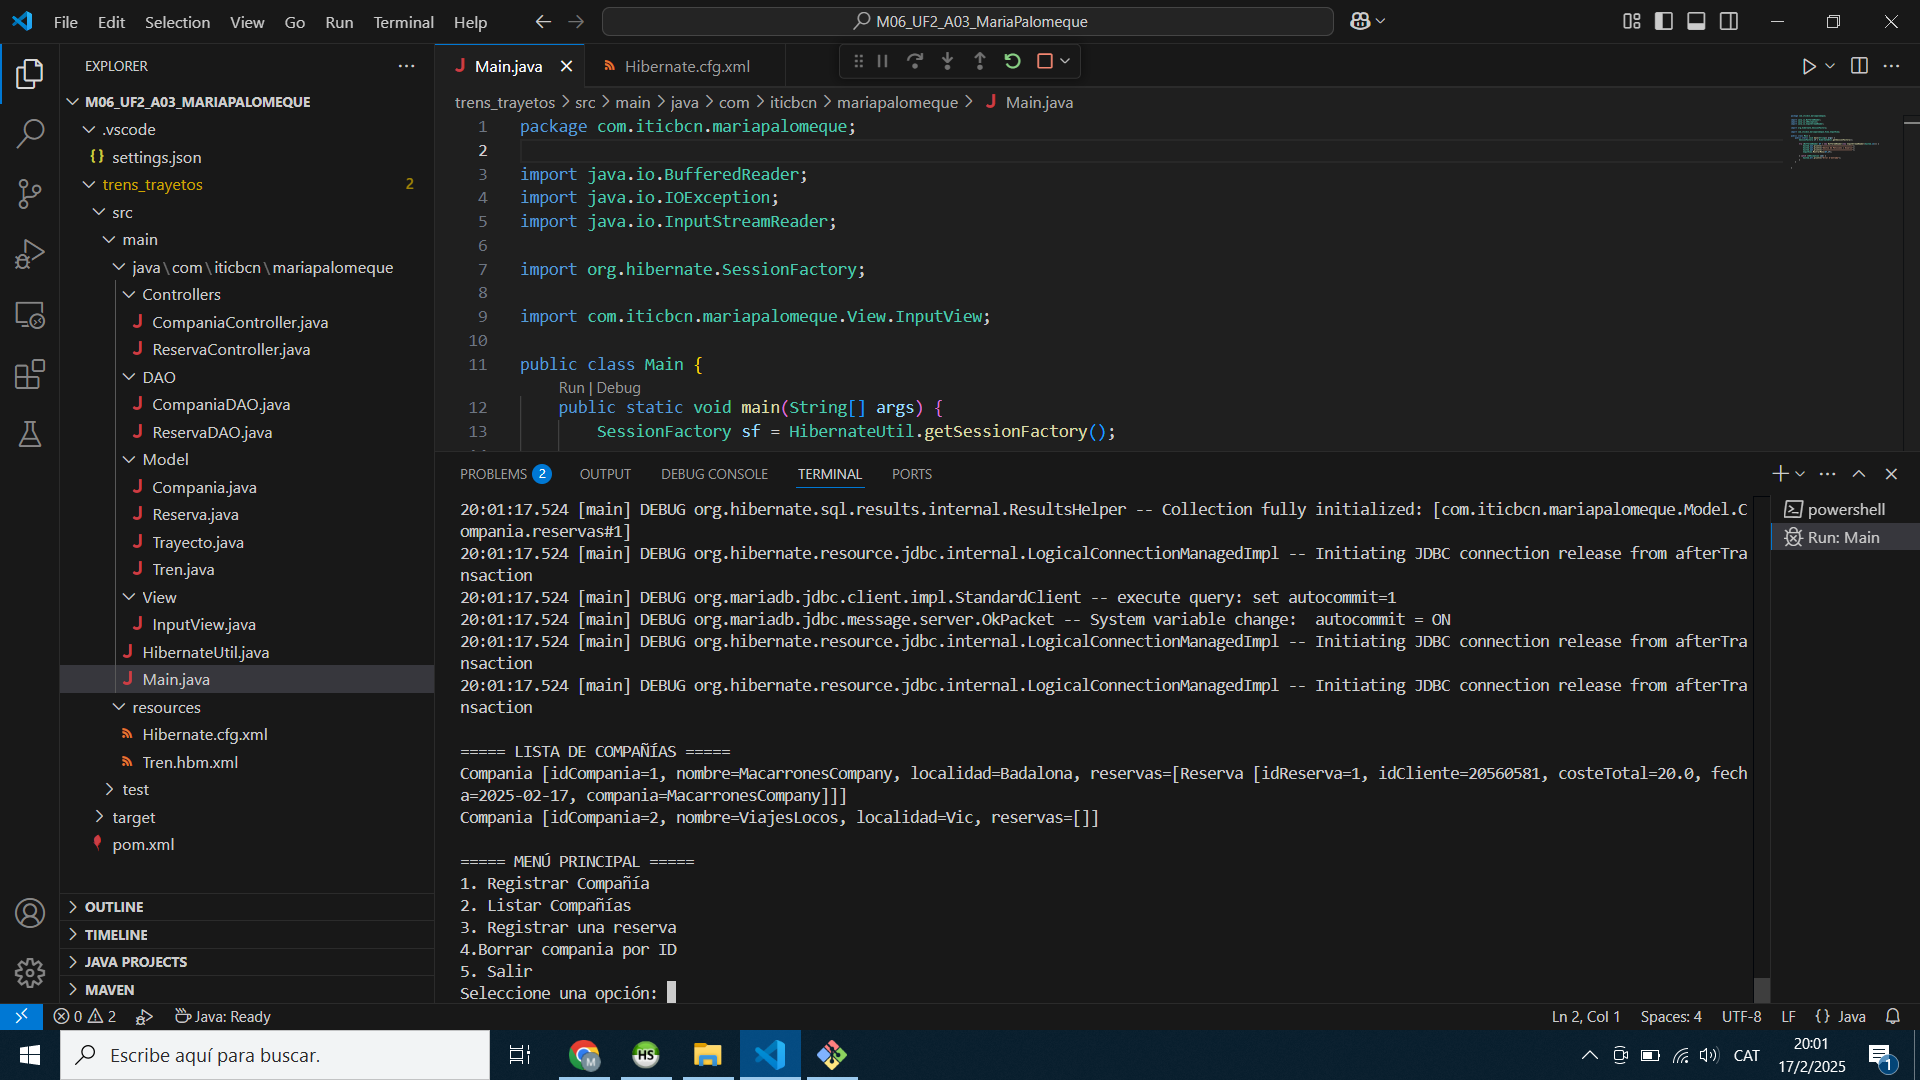 File Edit Selection View Go Run Terminal Help
M06_UF2_A03_MariaPalomeque
EXPLORER
M06_UF2_A03_MARIAPALOMEQUE
.vscode
{} settings.json
trens_trayetos 2
src
main
java\com\iticbcn\mariapalomeque
Controllers
J CompaniaController.java
J ReservaController.java
DAO
J CompaniaDAO.java
J ReservaDAO.java
Model
J Compania.java
J Reserva.java
J Trayecto.java
J Tren.java
View
J InputView.java
J HibernateUtil.java
J Main.java
resources
Hibernate.cfg.xml
Tren.hbm.xml
test
target
pom.xml
OUTLINE
TIMELINE
JAVA PROJECTS
MAVEN
J Main.java
Hibernate.cfg.xml
trens_trayetos > src > main > java > com > iticbcn > mariapalomeque > J Main.java
1 package com.iticbcn.mariapalomeque;
2
3 import java.io.BufferedReader;
4 import java.io.IOException;
5 import java.io.InputStreamReader;
6
7 import org.hibernate.SessionFactory;
8
9 import com.iticbcn.mariapalomeque.View.InputView;
10
11 public class Main {
Run | Debug
12 public static void main(String[] args) {
13 SessionFactory sf = HibernateUtil.getSessionFactory();
PROBLEMS 2 OUTPUT DEBUG CONSOLE TERMINAL PORTS
20:01:17.524 [main] DEBUG org.hibernate.sql.results.internal.ResultsHelper -- Collection fully initialized: [com.iticbcn.mariapalomeque.Model.C
ompania.reservas#1]
20:01:17.524 [main] DEBUG org.hibernate.resource.jdbc.internal.LogicalConnectionManagedImpl -- Initiating JDBC connection release from afterTra
nsaction
20:01:17.524 [main] DEBUG org.mariadb.jdbc.client.impl.StandardClient -- execute query: set autocommit=1
20:01:17.524 [main] DEBUG org.mariadb.jdbc.message.server.OkPacket -- System variable change:  autocommit = ON
20:01:17.524 [main] DEBUG org.hibernate.resource.jdbc.internal.LogicalConnectionManagedImpl -- Initiating JDBC connection release from afterTra
nsaction
20:01:17.524 [main] DEBUG org.hibernate.resource.jdbc.internal.LogicalConnectionManagedImpl -- Initiating JDBC connection release from afterTra
nsaction
===== LISTA DE COMPAÑÍAS =====
Compania [idCompania=1, nombre=MacarronesCompany, localidad=Badalona, reservas=[Reserva [idReserva=1, idCliente=20560581, costeTotal=20.0, fech
a=2025-02-17, compania=MacarronesCompany]]]
Compania [idCompania=2, nombre=ViajesLocos, localidad=Vic, reservas=[]]
===== MENÚ PRINCIPAL =====
1. Registrar Compañía
2. Listar Compañías
3. Registrar una reserva
4.Borrar compania por ID
5. Salir
Seleccione una opción:
powershell
Run: Main
0 2 Java: Ready
Ln 2, Col 1 Spaces: 4 UTF-8 LF {} Java
Escribe aquí para buscar.
M
HS
CAT
20:01
17/2/2025
1